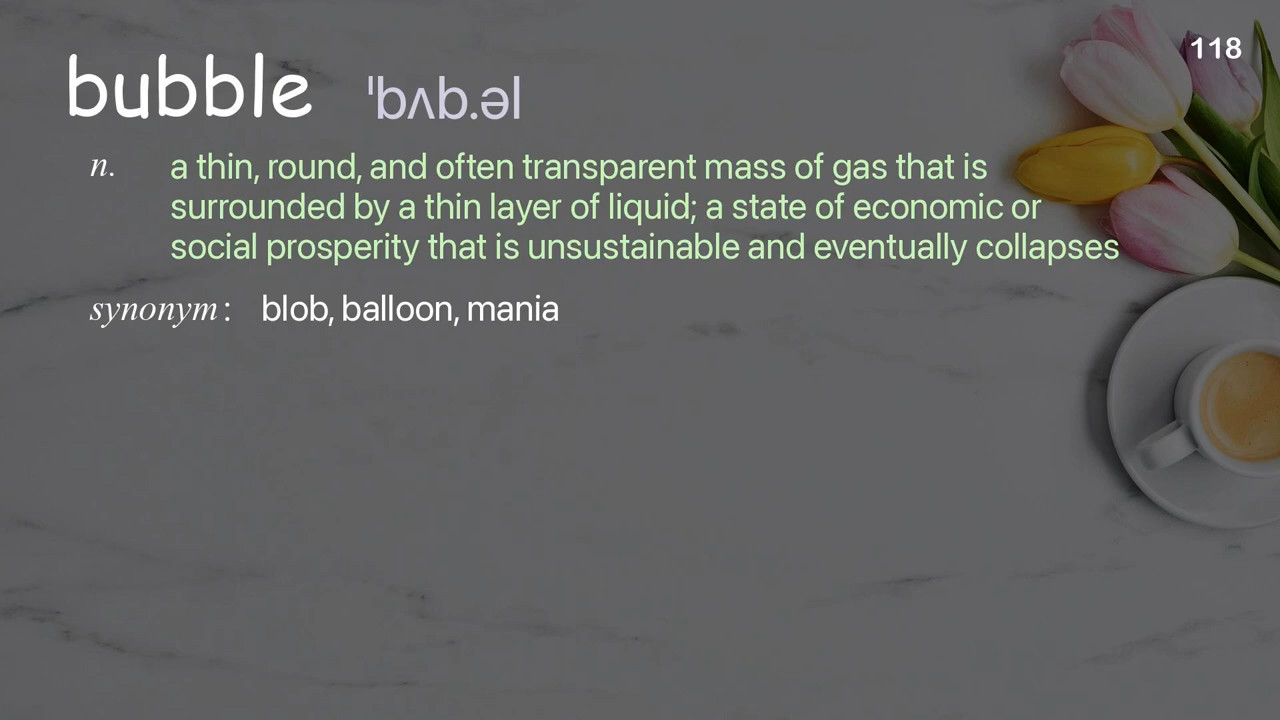 118
bubble ˈbʌb.əl
n. a thin, round, and often transparent mass of gas that is
surrounded by a thin layer of liquid; a state of economic or
social prosperity that is unsustainable and eventually collapses
synonym: blob, balloon, mania